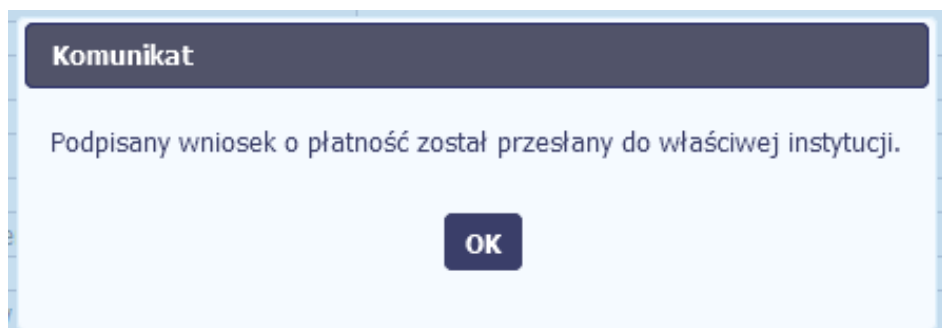 Komunikat
Podpisany wniosek o płatność został przesłany do właściwej instytucji.
OK